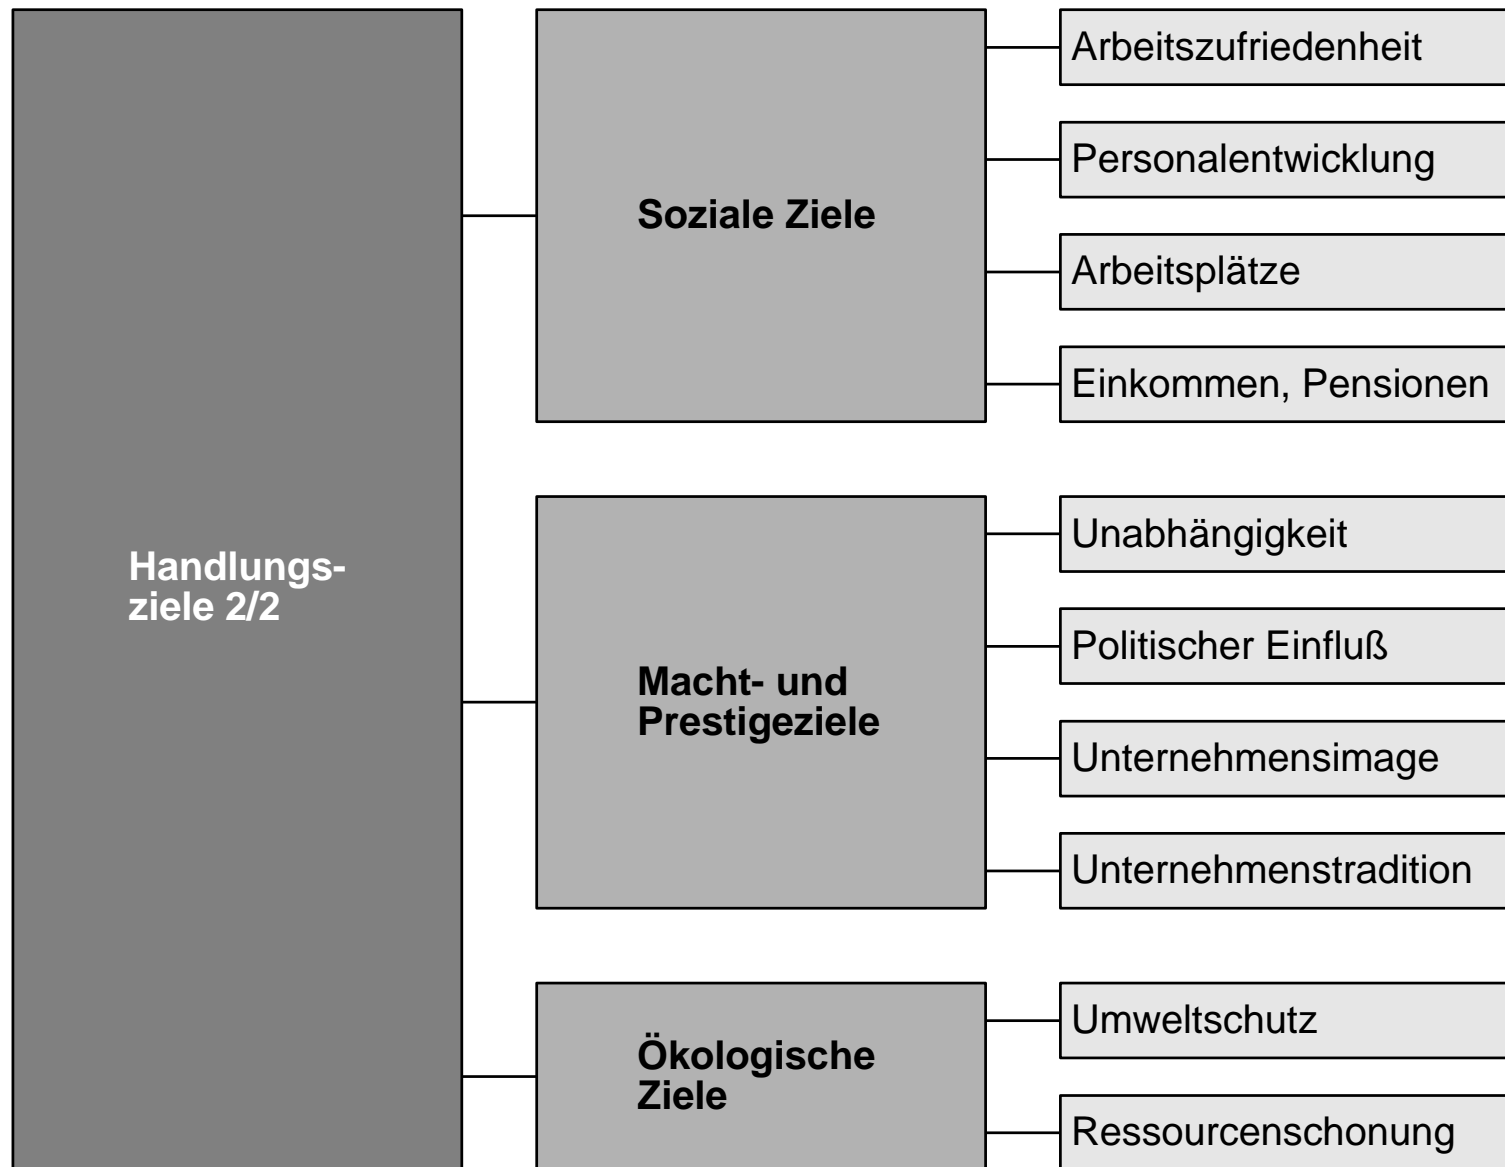 Handlungs-
ziele 2/2
Soziale Ziele
Arbeitszufriedenheit
Personalentwicklung
Arbeitsplätze
Einkommen, Pensionen
Macht- und
Prestigeziele
Unabhängigkeit
Politischer Einfluß
Unternehmensimage
Unternehmenstradition
Ökologische
Ziele
Umweltschutz
Ressourcenschonung